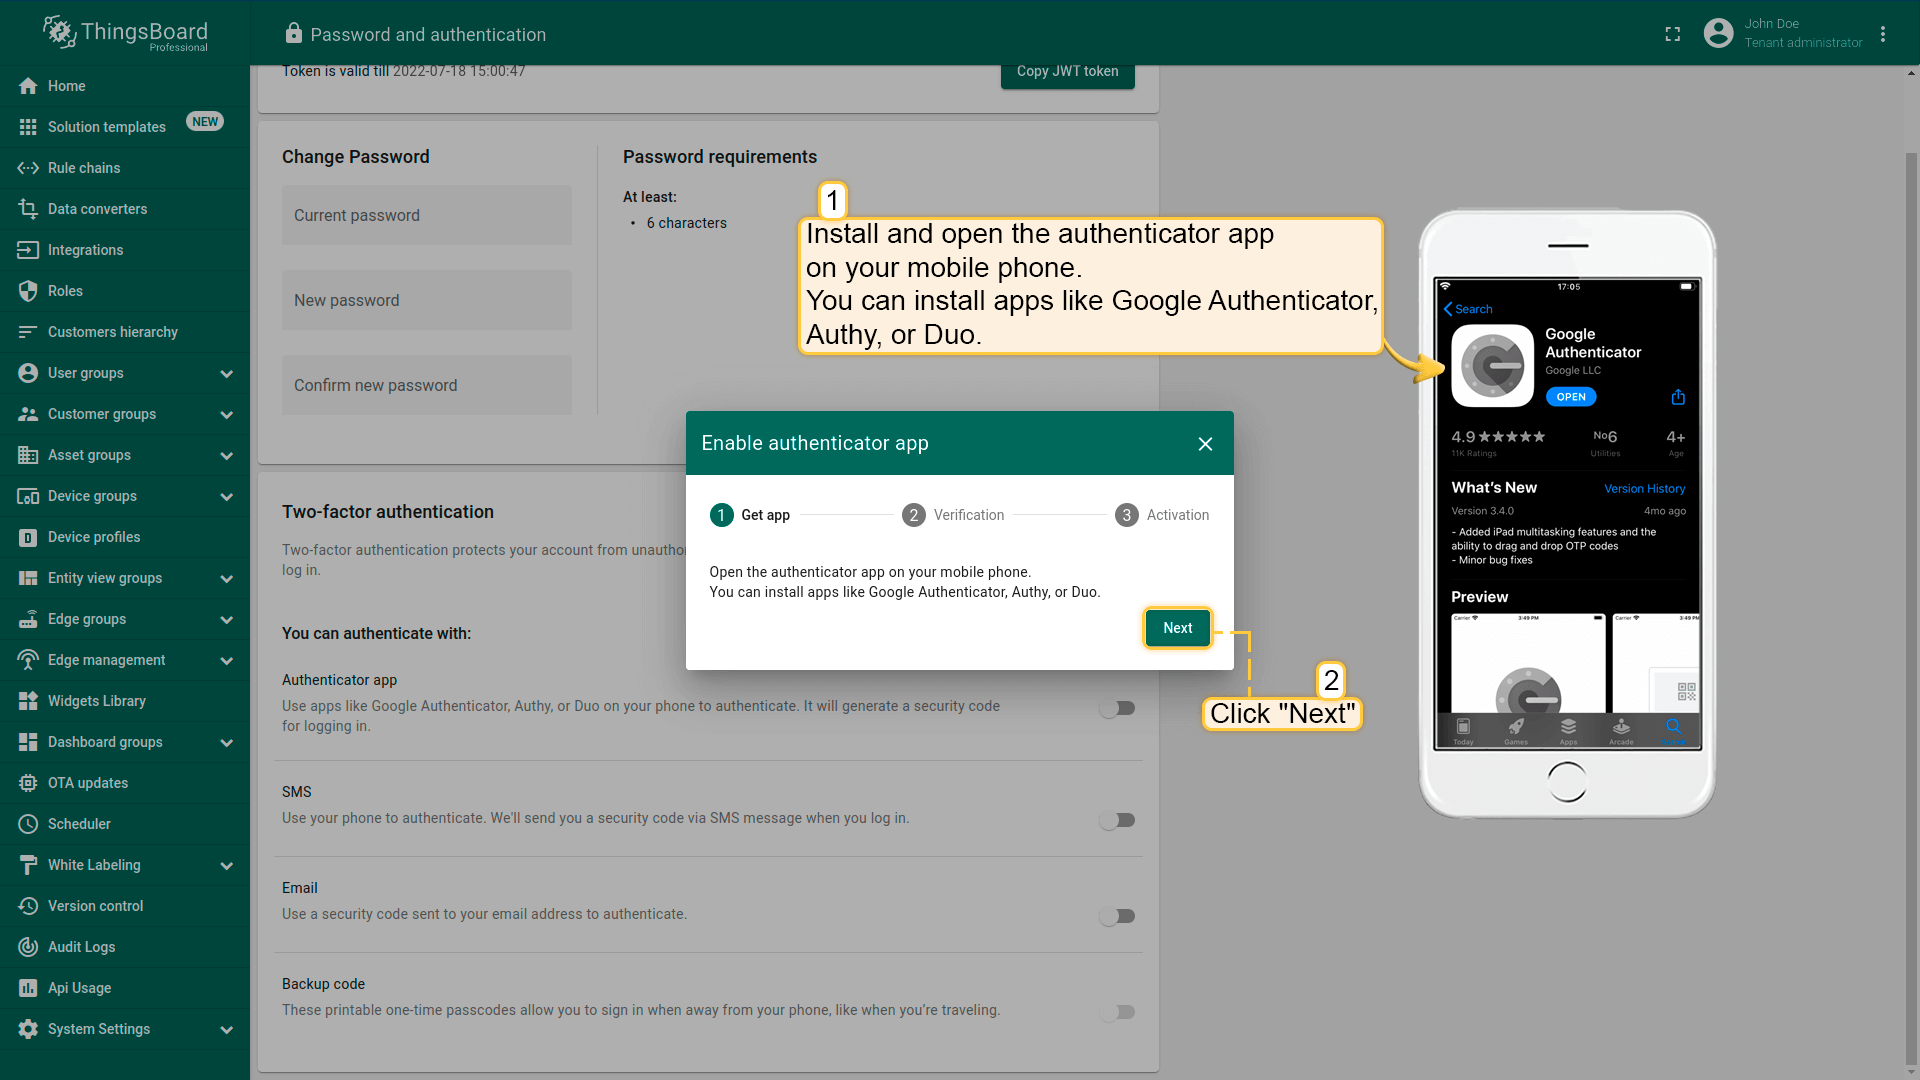 ThingsBoard
Professional
Password and authentication
John Doe
Tenant administrator
Home
Solution templates
NEW
Rule chains
Data converters
Integrations
Roles
Customers hierarchy
User groups
Customer groups
Asset groups
Device groups
Device profiles
Entity view groups
Edge groups
Edge management
Widgets Library
Dashboard groups
OTA updates
Scheduler
White Labeling
Version control
Audit Logs
Api Usage
System Settings
Token is valid till 2022-07-18 15:00:47
Copy JWT token
Change Password
Current password
New password
Confirm new password
Password requirements
At least:
• 6 characters
1
Install and open the authenticator app
on your mobile phone.
You can install apps like Google Authenticator,
Authy, or Duo.
Enable authenticator app
1 Get app
2 Verification
3 Activation
Open the authenticator app on your mobile phone.
You can install apps like Google Authenticator, Authy, or Duo.
Next
2
Click "Next"
Two-factor authentication
Two-factor authentication protects your account from unautho
log in.
You can authenticate with:
Authenticator app
Use apps like Google Authenticator, Authy, or Duo on your phone to authenticate. It will generate a security code
for logging in.
SMS
Use your phone to authenticate. We'll send you a security code via SMS message when you log in.
Email
Use a security code sent to your email address to authenticate.
Backup code
These printable one-time passcodes allow you to sign in when away from your phone, like when you're traveling.
17:05
Search
Google
Authenticator
Google LLC
OPEN
4.9 ★★★★★
11K Ratings
No6
Utilities
4+
Age
What's New
Version History
Version 3.4.0
4mo ago
- Added iPad multitasking features and the
ability to drag and drop OTP codes
- Minor bug fixes
Preview
Carrier
3:49 PM
Carrier
3:49 PM
Today
Games
Apps
Arcade